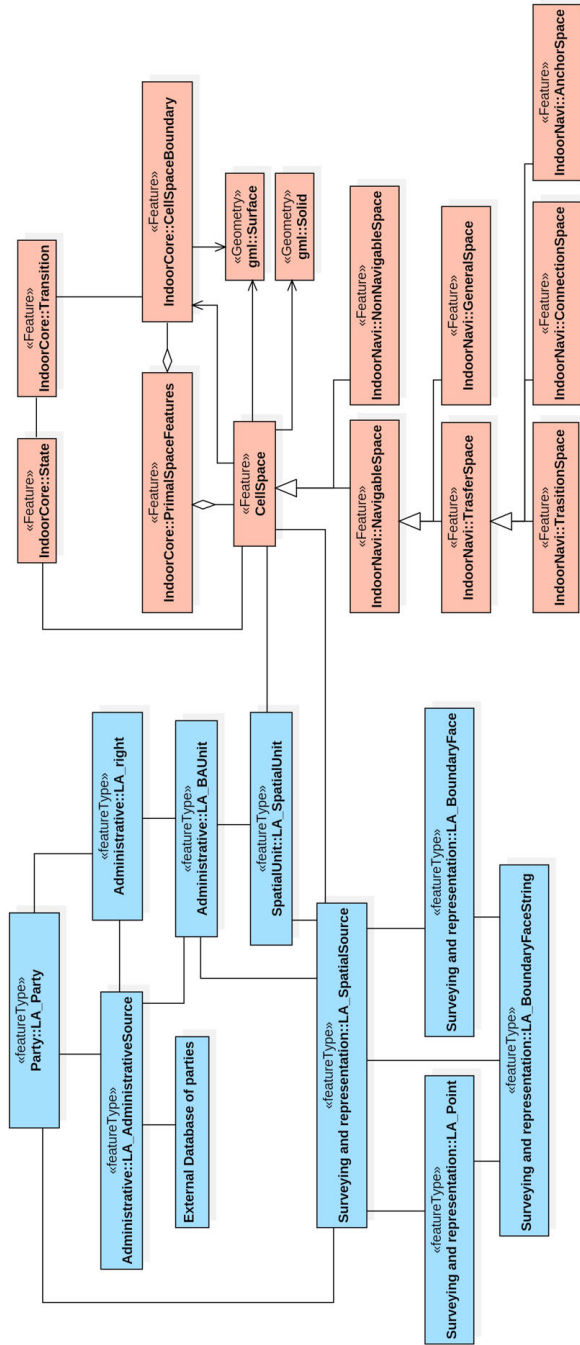 «featureType»
Party::LA_Party
«featureType»
Administrative::LA_right
«featureType»
Administrative::LA_AdministrativeSource
«featureType»
Administrative::LA_BAUnit
External Database of parties
«featureType»
SpatialUnit::LA_SpatialUnit
«featureType»
Surveying and representation::LA_SpatialSource
«featureType»
Surveying and representation::LA_Point
«featureType»
Surveying and representation::LA_BoundaryFace
«featureType»
Surveying and representation::LA_BoundaryFaceString
«Feature»
IndoorCore::State
«Feature»
IndoorCore::Transition
«Feature»
IndoorCore::PrimalSpaceFeatures
«Feature»
IndoorCore::CellSpaceBoundary
«Feature»
CellSpace
«Geometry»
gml::Surface
«Geometry»
gml::Solid
«Feature»
IndoorNavi::NavigableSpace
«Feature»
IndoorNavi::NonNavigableSpace
«Feature»
IndoorNavi::TrasferSpace
«Feature»
IndoorNavi::GeneralSpace
«Feature»
IndoorNavi::TrasitionSpace
«Feature»
IndoorNavi::ConnectionSpace
«Feature»
IndoorNavi::AnchorSpace